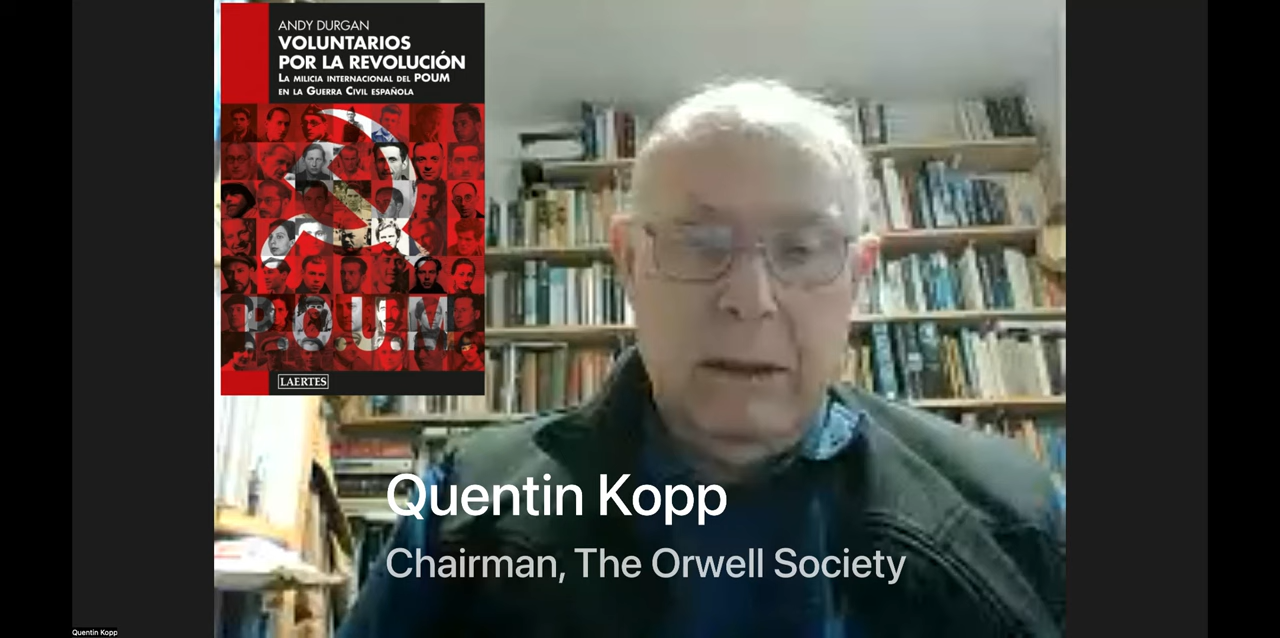 ANDY DURGAN
VOLUNTARIOS
POR LA REVOLUCIÓN
LA MILICIA INTERNACIONAL DEL POUM
EN LA GUERRA CIVIL ESPAÑOLA
P.O.U.M
LAERTES
Quentin Kopp
Chairman, The Orwell Society
Quentin Kopp